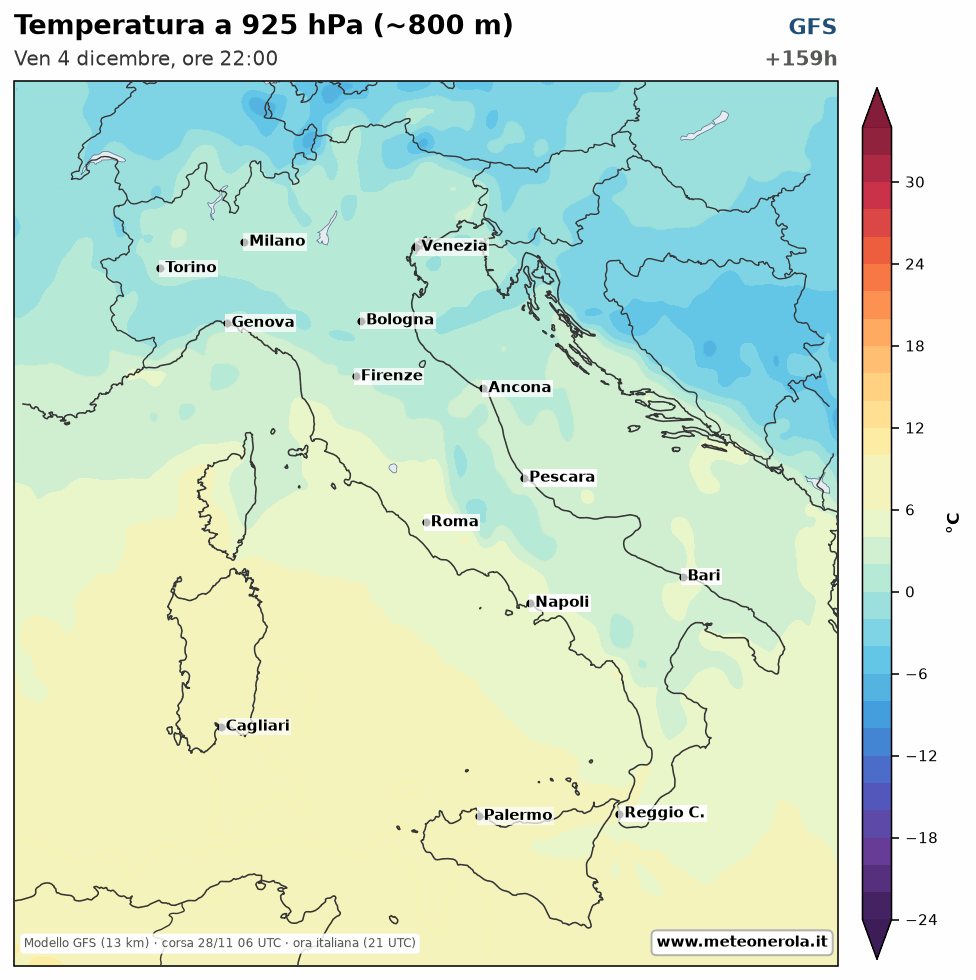 Temperatura a 925 hPa (~800 m)
GFS
Ven 4 dicembre, ore 22:00
+159h
30
24
18
12
6
0
−6
−12
−18
−24
°C
Milano
Venezia
Torino
Genova
Bologna
Firenze
Ancona
Pescara
Roma
Bari
Napoli
Cagliari
Palermo
Reggio C.
Modello GFS (13 km) · corsa 28/11 06 UTC · ora italiana (21 UTC)
www.meteonerola.it